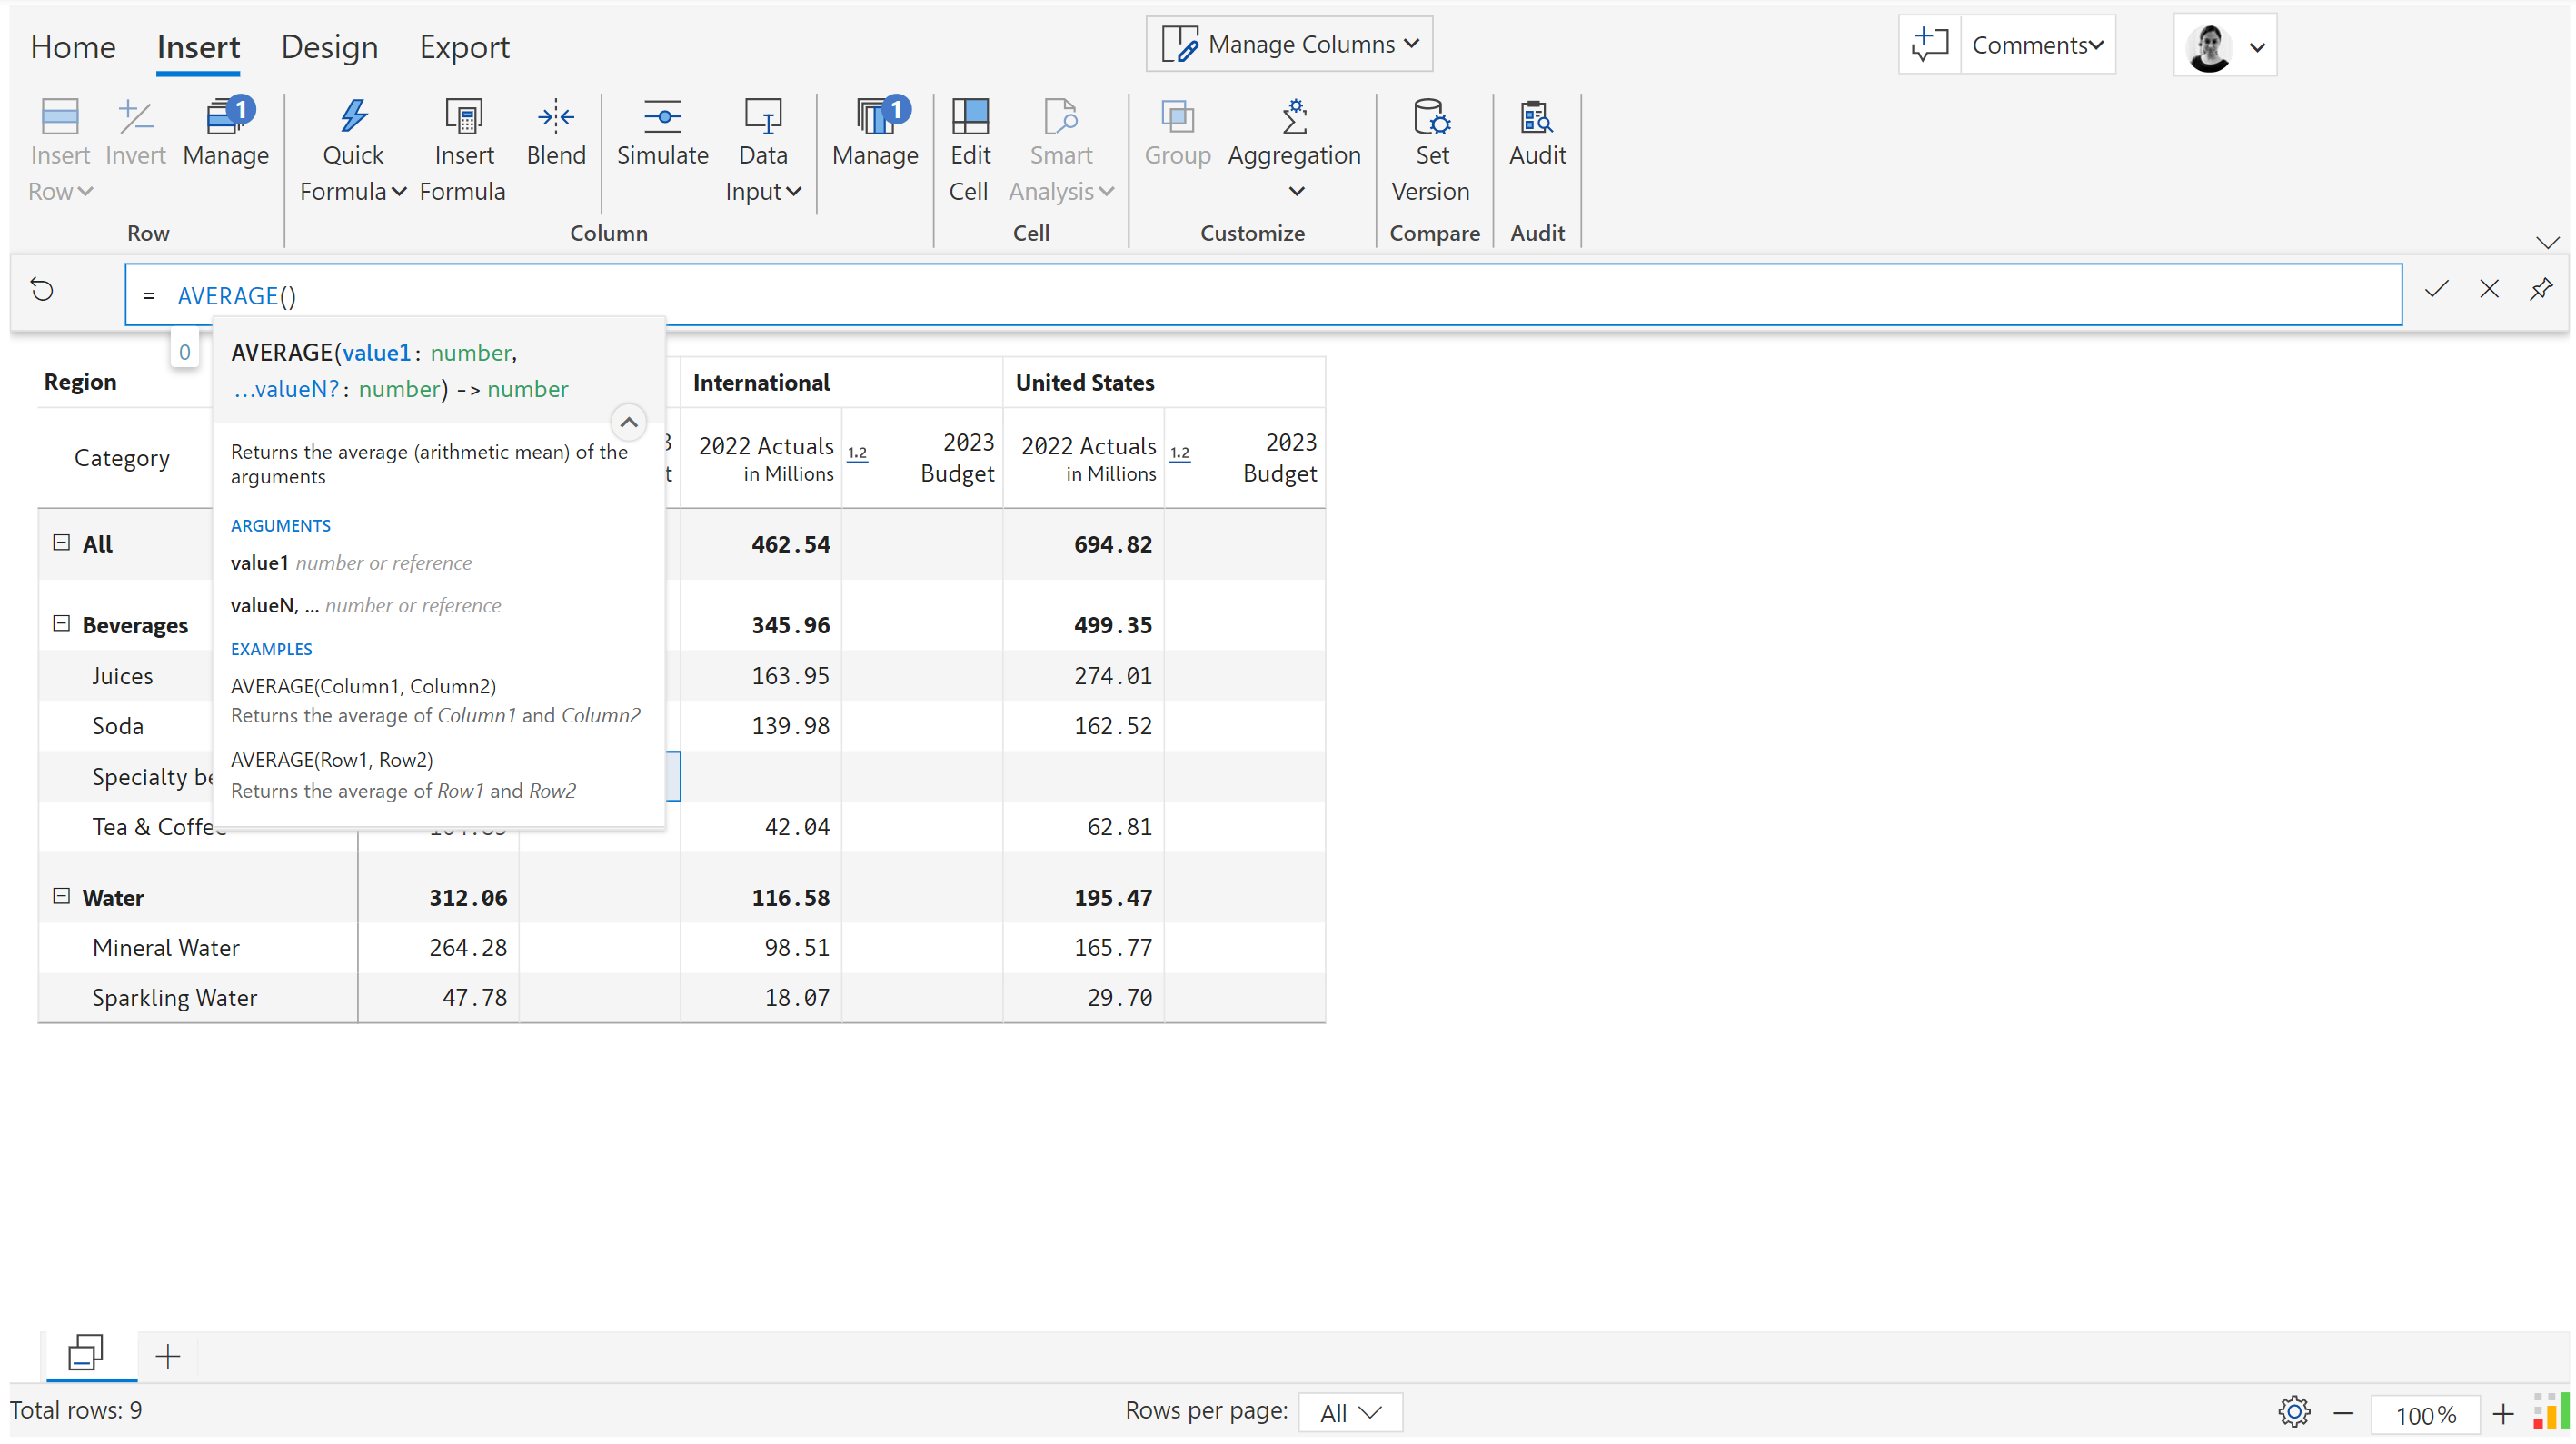 Home Insert Design Export Manage Columns Comments
Insert Row Invert Manage Quick Formula Insert Formula Blend Simulate Data Input Manage Edit Cell Smart Analysis Group Aggregation Set Version Audit
1 1
Row Column Cell Customize Compare Audit
= AVERAGE()
0
AVERAGE(value1: number,
...valueN?: number) -> number
Returns the average (arithmetic mean) of the
arguments
ARGUMENTS
value1 number or reference
valueN, ... number or reference
EXAMPLES
AVERAGE(Column1, Column2)
Returns the average of Column1 and Column2
AVERAGE(Row1, Row2)
Returns the average of Row1 and Row2
Region International United States
Category 2022 Actuals in Millions 1.2 2023 Budget 2022 Actuals in Millions 1.2 2023 Budget
All 462.54 694.82
Beverages 345.96 499.35
Juices 163.95 274.01
Soda 139.98 162.52
Specialty
Tea & Coffee 42.04 62.81
Water 312.06 116.58 195.47
Mineral Water 264.28 98.51 165.77
Sparkling Water 47.78 18.07 29.70
Total rows: 9 Rows per page: All 100%